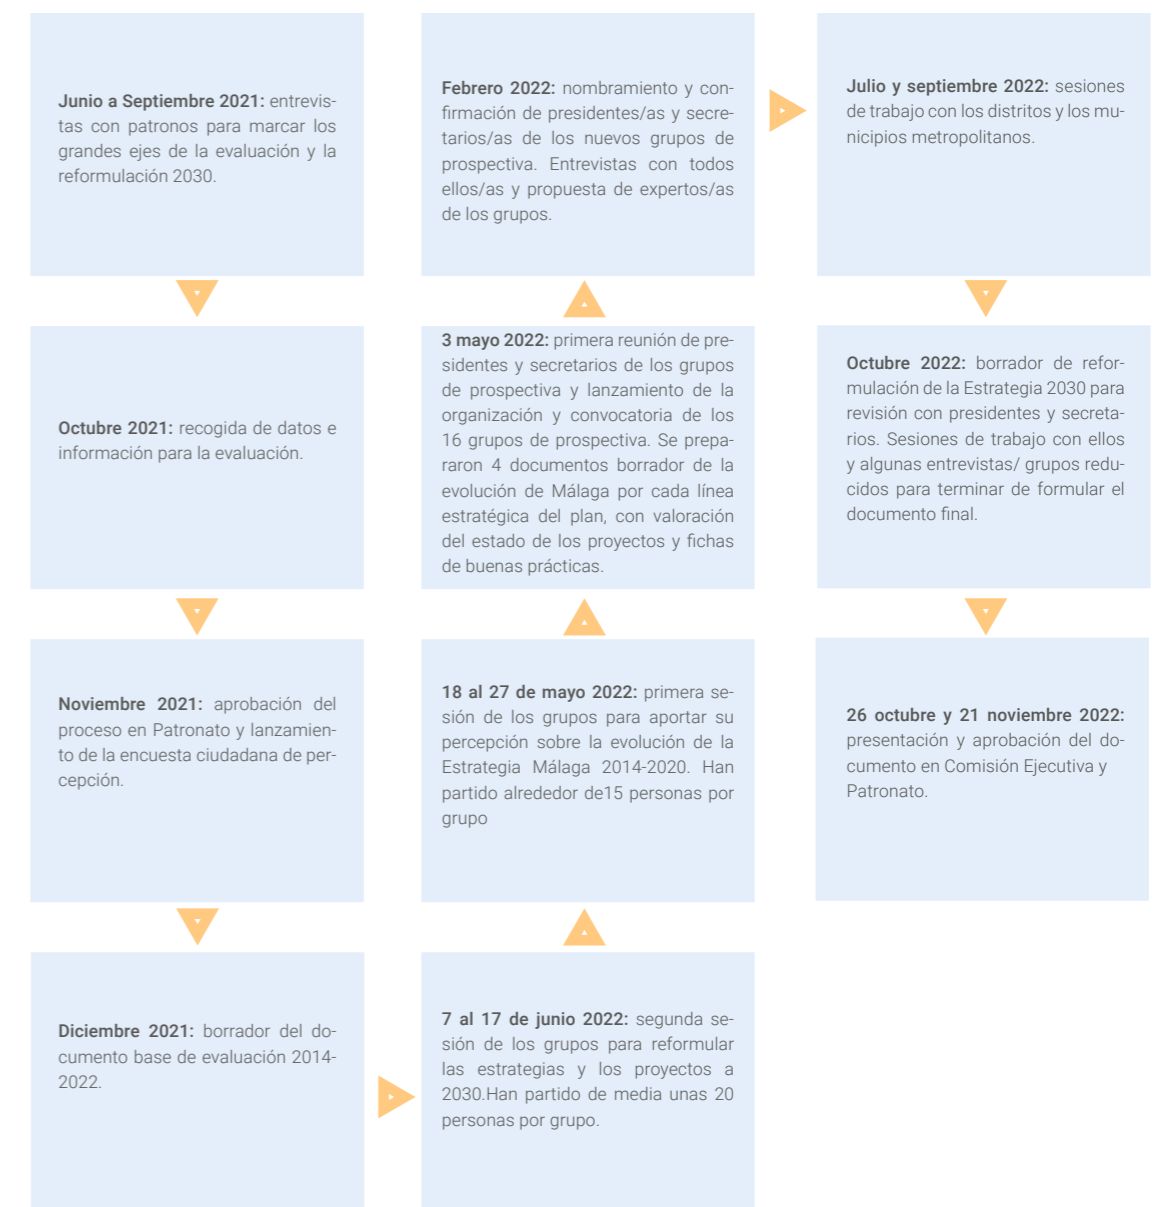 Junio a Septiembre 2021: entrevis-
tas con patronos para marcar los
grandes ejes de la evaluación y la
reformulación 2030.
Octubre 2021: recogida de datos e
información para la evaluación.
Noviembre 2021: aprobación del
proceso en Patronato y lanzamien-
to de la encuesta ciudadana de per-
cepción.
Diciembre 2021: borrador del do-
cumento base de evaluación 2014-
2022.
Febrero 2022: nombramiento y con-
firmación de presidentes/as y secre-
tarios/as de los nuevos grupos de
prospectiva. Entrevistas con todos
ellos/as y propuesta de expertos/as
de los grupos.
3 mayo 2022: primera reunión de pre-
sidentes y secretarios de los grupos
de prospectiva y lanzamiento de la
organización y convocatoria de los
16 grupos de prospectiva. Se prepa-
raron 4 documentos borrador de la
evolución de Málaga por cada línea
estratégica del plan, con valoración
del estado de los proyectos y fichas
de buenas prácticas.
18 al 27 de mayo 2022: primera se-
sión de los grupos para aportar su
percepción sobre la evolución de la
Estrategia Málaga 2014-2020. Han
partido alrededor de15 personas por
grupo
7 al 17 de junio 2022: segunda se-
sión de los grupos para reformular
las estrategias y los proyectos a
2030.Han partido de media unas 20
personas por grupo.
Julio y septiembre 2022: sesiones
de trabajo con los distritos y los mu-
nicipios metropolitanos.
Octubre 2022: borrador de refor-
mulación de la Estrategia 2030 para
revisión con presidentes y secreta-
rios. Sesiones de trabajo con ellos
y algunas entrevistas/ grupos redu-
cidos para terminar de formular el
documento final.
26 octubre y 21 noviembre 2022:
presentación y aprobación del do-
cumento en Comisión Ejecutiva y
Patronato.